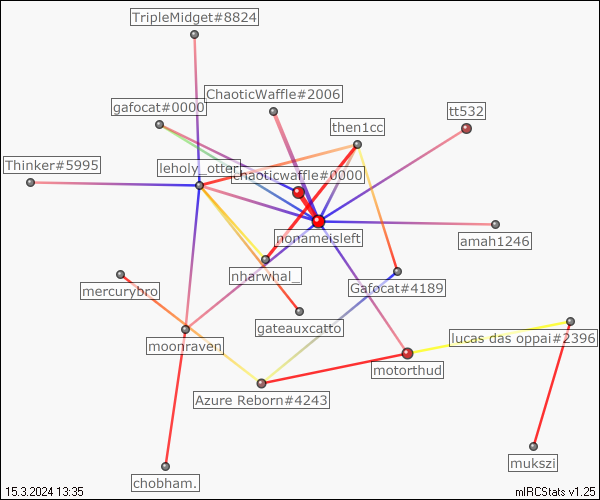 TripleMidget#8824
ChaoticWaffle#2006
gafocat#0000
tt532
then1cc
Thinker#5995
leholy_otter
chaoticwaffle#0000
nonameisleft
amah1246
nharwhal_
mercurybro
Gafocat#4189
gateauxcatto
moonraven
lucas das oppai#2396
motorthud
Azure Reborn#4243
mukszi
chobham.
15.3.2024 13:35
mIRCStats v1.25